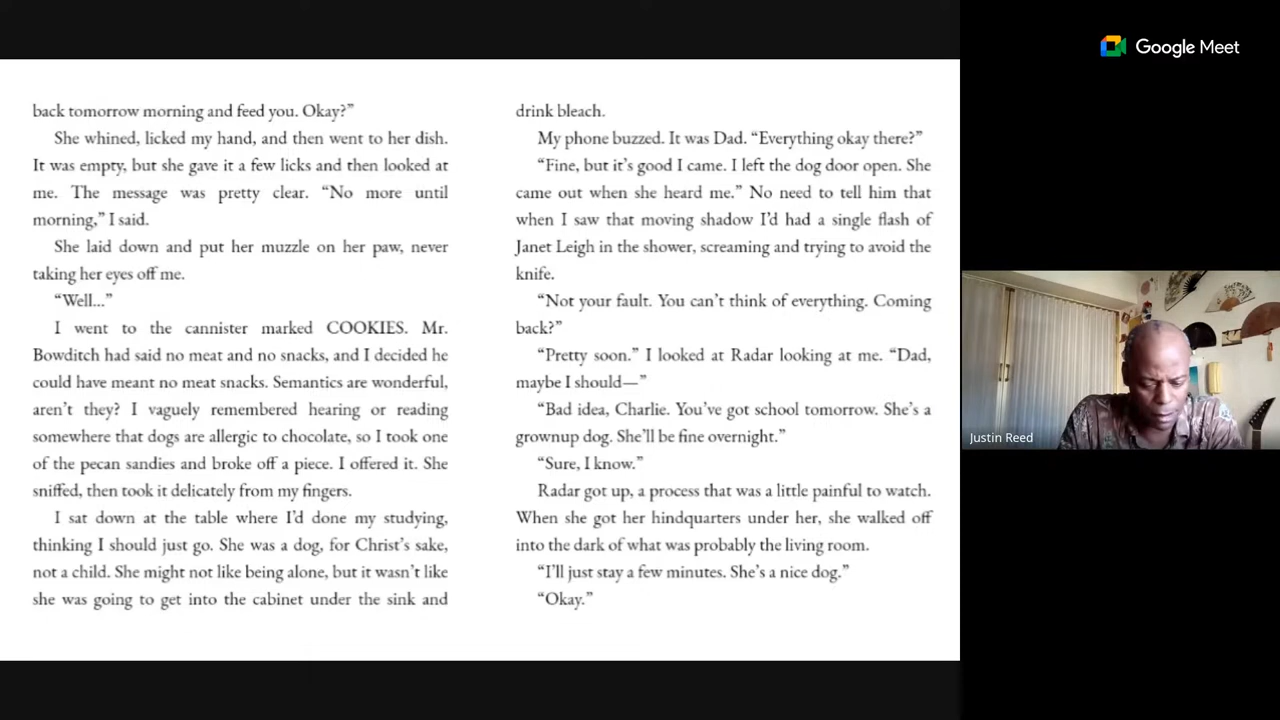 back tomorrow morning and feed you. Okay?”
She whined, licked my hand, and then went to her dish.
It was empty, but she gave it a few licks and then looked at
me. The message was pretty clear. “No more until
morning,” I said.
She laid down and put her muzzle on her paw, never
taking her eyes off me.
“Well...”
I went to the cannister marked COOKIES. Mr.
Bowditch had said no meat and no snacks, and I decided he
could have meant no meat snacks. Semantics are wonderful,
aren’t they? I vaguely remembered hearing or reading
somewhere that dogs are allergic to chocolate, so I took one
of the pecan sandies and broke off a piece. I offered it. She
sniffed, then took it delicately from my fingers.
I sat down at the table where I’d done my studying,
thinking I should just go. She was a dog, for Christ’s sake,
not a child. She might not like being alone, but it wasn’t like
she was going to get into the cabinet under the sink and
drink bleach.
My phone buzzed. It was Dad. “Everything okay there?”
“Fine, but it’s good I came. I left the dog door open. She
came out when she heard me.” No need to tell him that
when I saw that moving shadow I’d had a single flash of
Janet Leigh in the shower, screaming and trying to avoid the
knife.
“Not your fault. You can’t think of everything. Coming
back?”
“Pretty soon.” I looked at Radar looking at me. “Dad,
maybe I should—”
“Bad idea, Charlie. You’ve got school tomorrow. She’s a
grownup dog. She’ll be fine overnight.”
“Sure, I know.”
Radar got up, a process that was a little painful to watch.
When she got her hindquarters under her, she walked off
into the dark of what was probably the living room.
“I’ll just stay a few minutes. She’s a nice dog.”
“Okay.”
Google Meet
Justin Reed